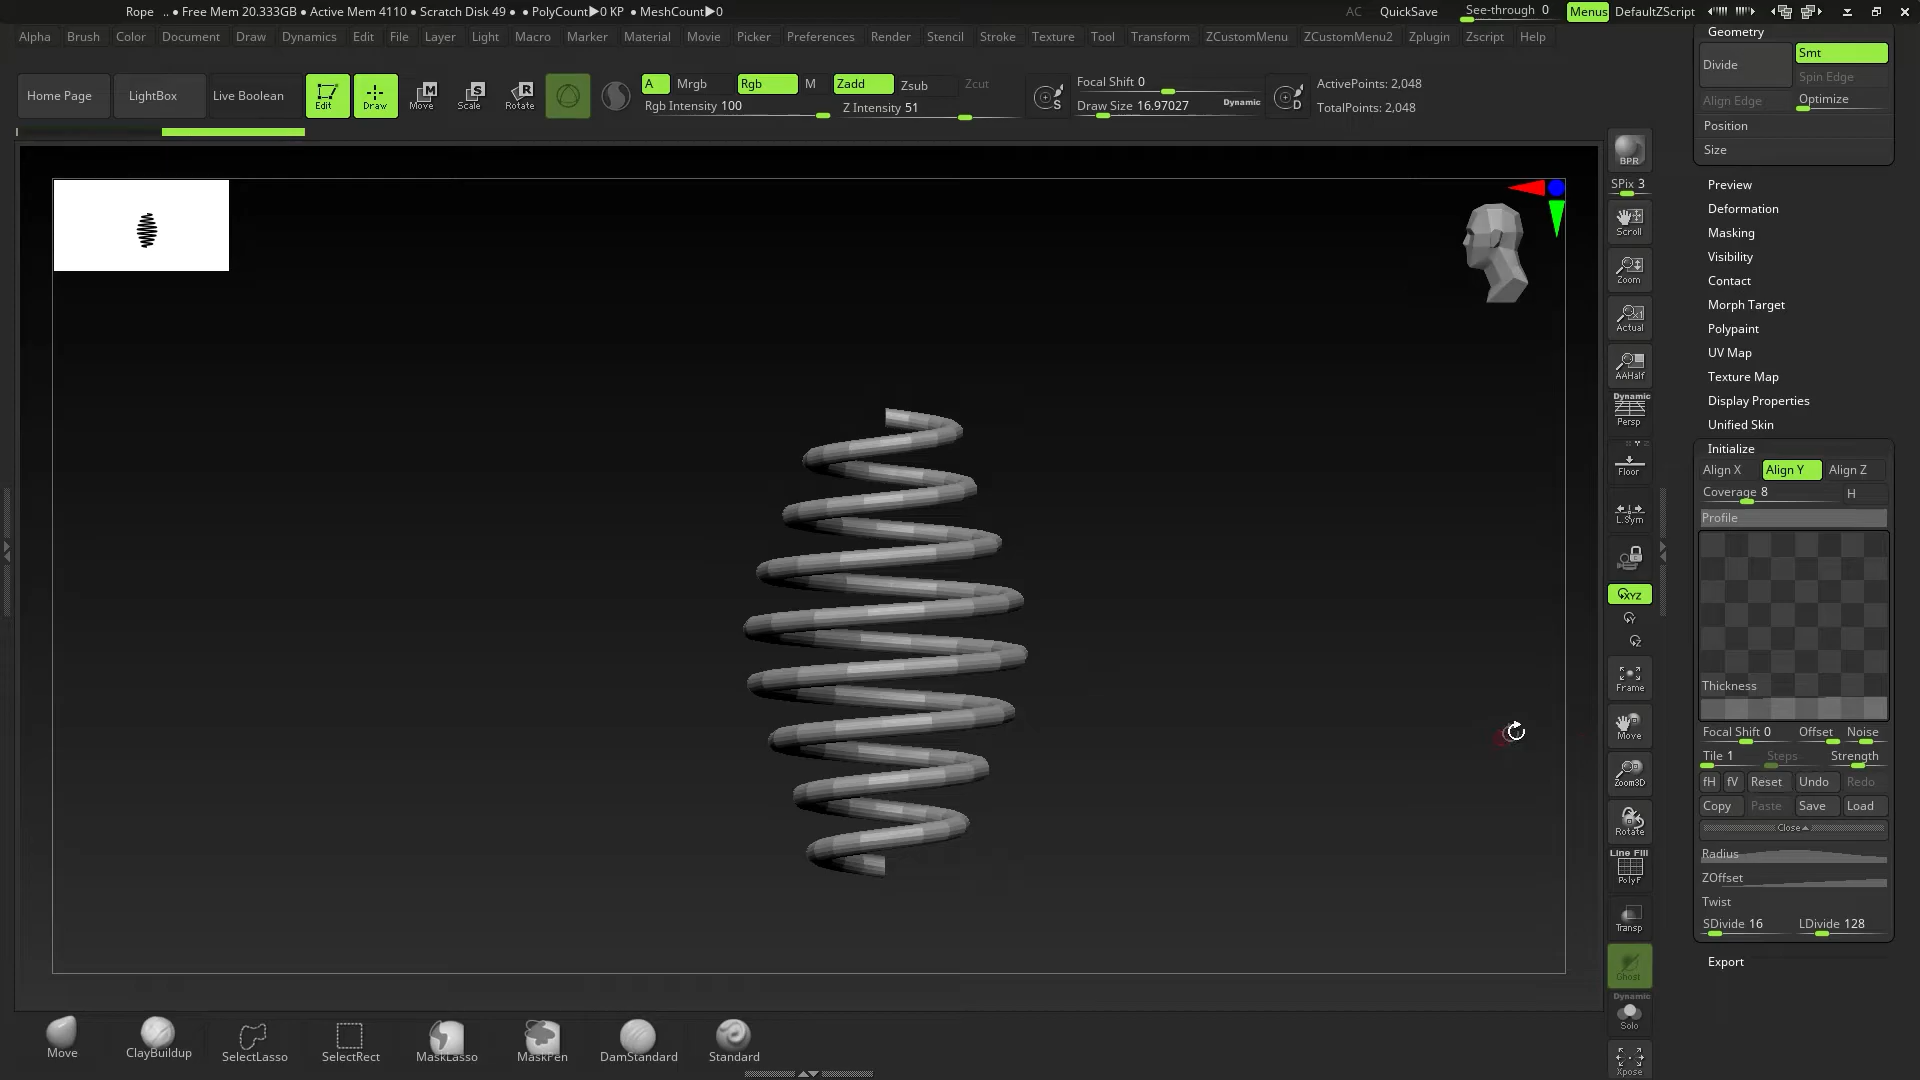 Rope .. ● Free Mem 20.333GB ● Active Mem 4110 ● Scratch Disk 49 ● ● PolyCount▶0 KP ● MeshCount▶0
AC QuickSave See-through 0 Menus DefaultZScript
Alpha Brush Color Document Draw Dynamics Edit File Layer Light Macro Marker Material Movie Picker Preferences Render Stencil Stroke Texture Tool Transform ZCustomMenu ZCustomMenu2 Zplugin Zscript Help
Home Page LightBox Live Boolean Edit Draw Move Scale Rotate
A Mrgb Rgb M Zadd Zsub Zcut
Rgb Intensity 100 Z Intensity 51
Focal Shift 0
Draw Size 16.97027 Dynamic
ActivePoints: 2,048
TotalPoints: 2,048
BPR
SPix 3
Scroll
Zoom
Actual
AAHalf
Dynamic
Persp
Floor
L.Sym
XYZ
Y
Z
Frame
Move
Zoom3D
Rotate
Line Fill
PolyF
Transp
Ghost
Dynamic
Solo
Xpose
Geometry
Divide Smt
Spin Edge
Align Edge Optimize
Position
Size
Preview
Deformation
Masking
Visibility
Contact
Morph Target
Polypaint
UV Map
Texture Map
Display Properties
Unified Skin
Initialize
Align X Align Y Align Z
Coverage 8 H
Profile
Thickness
Focal Shift 0 Offset Noise
Tile 1 Steps Strength
fH fV Reset Undo Redo
Copy Paste Save Load
Close
Radius
ZOffset
Twist
SDivide 16 LDivide 128
Export
Move ClayBuildup SelectLasso SelectRect MaskLasso MaskPen DamStandard Standard